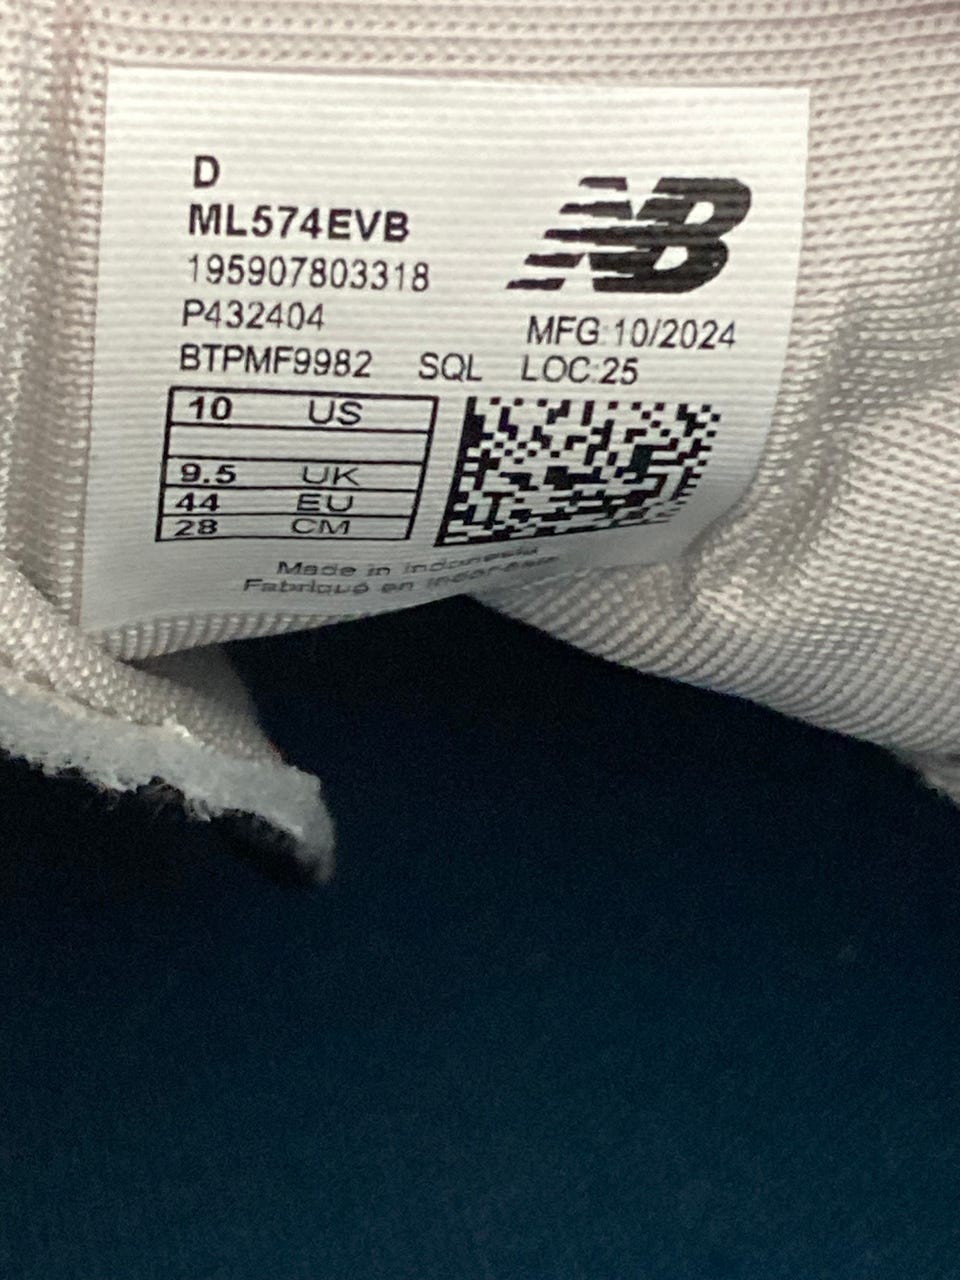 D
ML574EVB
195907803318
P432404
BTPMF9982
NB
MFG:10/2024
SQL LOC:25
10 US
9.5 UK
44 EU
28 CM
Made in Indonesia
Fabriqué en Indonésie